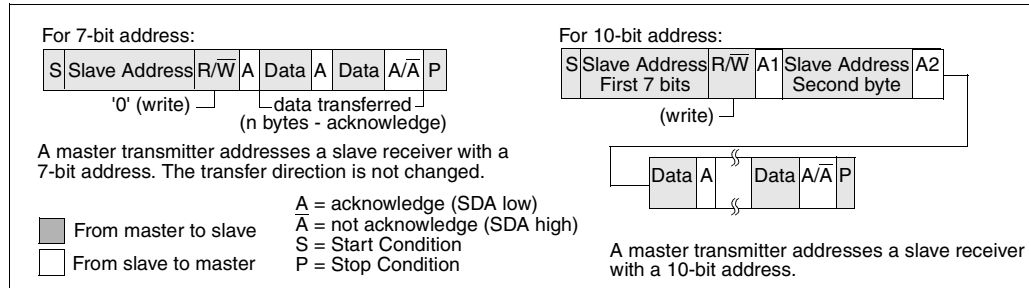 For 7-bit address:
S Slave Address R/W̅ A Data A Data A/A̅ P
'0' (write)
data transferred
(n bytes - acknowledge)
A master transmitter addresses a slave receiver with a
7-bit address. The transfer direction is not changed.
From master to slave
From slave to master
A = acknowledge (SDA low)
A̅ = not acknowledge (SDA high)
S = Start Condition
P = Stop Condition
For 10-bit address:
S Slave Address First 7 bits R/W̅ A1 Slave Address Second byte A2
(write)
Data A Data A/A̅ P
A master transmitter addresses a slave receiver
with a 10-bit address.